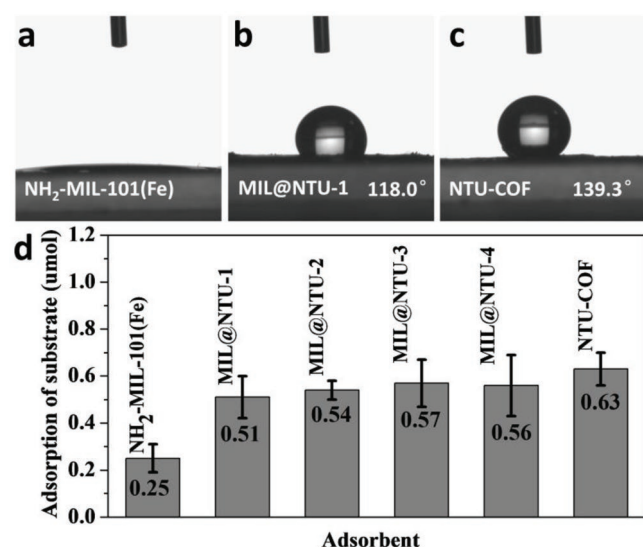 a
b
c
NH₂-MIL-101(Fe)
MIL@NTU-1 118.0°
NTU-COF 139.3°
d
Adsorption of substrate (umol)
1.2
1.0
0.8
0.6
0.4
0.2
0.0
NH₂-MIL-101(Fe)
MIL@NTU-1
MIL@NTU-2
MIL@NTU-3
MIL@NTU-4
NTU-COF
0.25
0.51
0.54
0.57
0.56
0.63
Adsorbent